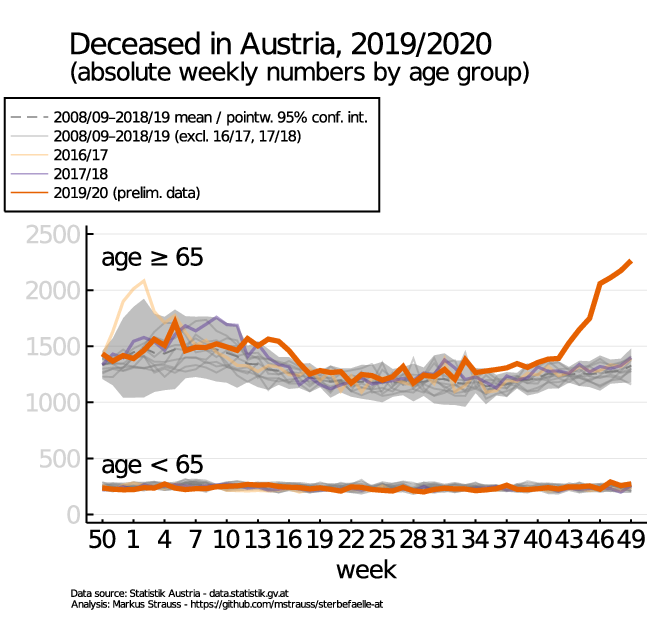 Deceased in Austria, 2019/2020
(absolute weekly numbers by age group)
2008/09–2018/19 mean / pointw. 95% conf. int.
2008/09–2018/19 (excl. 16/17, 17/18)
2016/17
2017/18
2019/20 (prelim. data)
2500
age ≥ 65
2000
1500
1000
500
age < 65
0
50 1 4 7 10 13 16 19 22 25 28 31 34 37 40 43 46 49
week
Data source: Statistik Austria - data.statistik.gv.at
Analysis: Markus Strauss - https://github.com/mstrauss/sterbefaelle-at